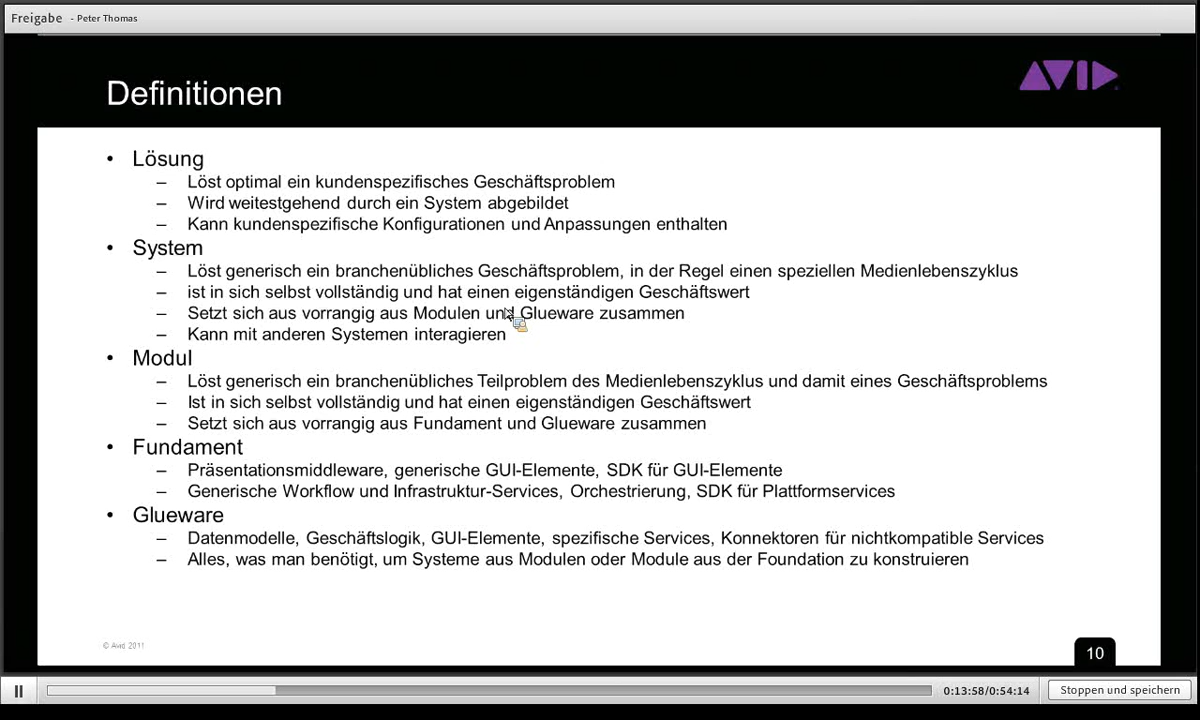 Freigabe - Peter Thomas
AVID
Definitionen
• Lösung
– Löst optimal ein kundenspezifisches Geschäftsproblem
– Wird weitestgehend durch ein System abgebildet
– Kann kundenspezifische Konfigurationen und Anpassungen enthalten
• System
– Löst generisch ein branchenübliches Geschäftsproblem, in der Regel einen speziellen Medienlebenszyklus
– ist in sich selbst vollständig und hat einen eigenständigen Geschäftswert
– Setzt sich aus vorrangig aus Modulen und Glueware zusammen
– Kann mit anderen Systemen interagieren
• Modul
– Löst generisch ein branchenübliches Teilproblem des Medienlebenszyklus und damit eines Geschäftsproblems
– Ist in sich selbst vollständig und hat einen eigenständigen Geschäftswert
– Setzt sich aus vorrangig aus Fundament und Glueware zusammen
• Fundament
– Präsentationsmiddleware, generische GUI-Elemente, SDK für GUI-Elemente
– Generische Workflow und Infrastruktur-Services, Orchestrierung, SDK für Plattformservices
• Glueware
– Datenmodelle, Geschäftslogik, GUI-Elemente, spezifische Services, Konnektoren für nichtkompatible Services
– Alles, was man benötigt, um Systeme aus Modulen oder Module aus der Foundation zu konstruieren
© Avid 2011
10
0:13:58/0:54:14
Stoppen und speichern